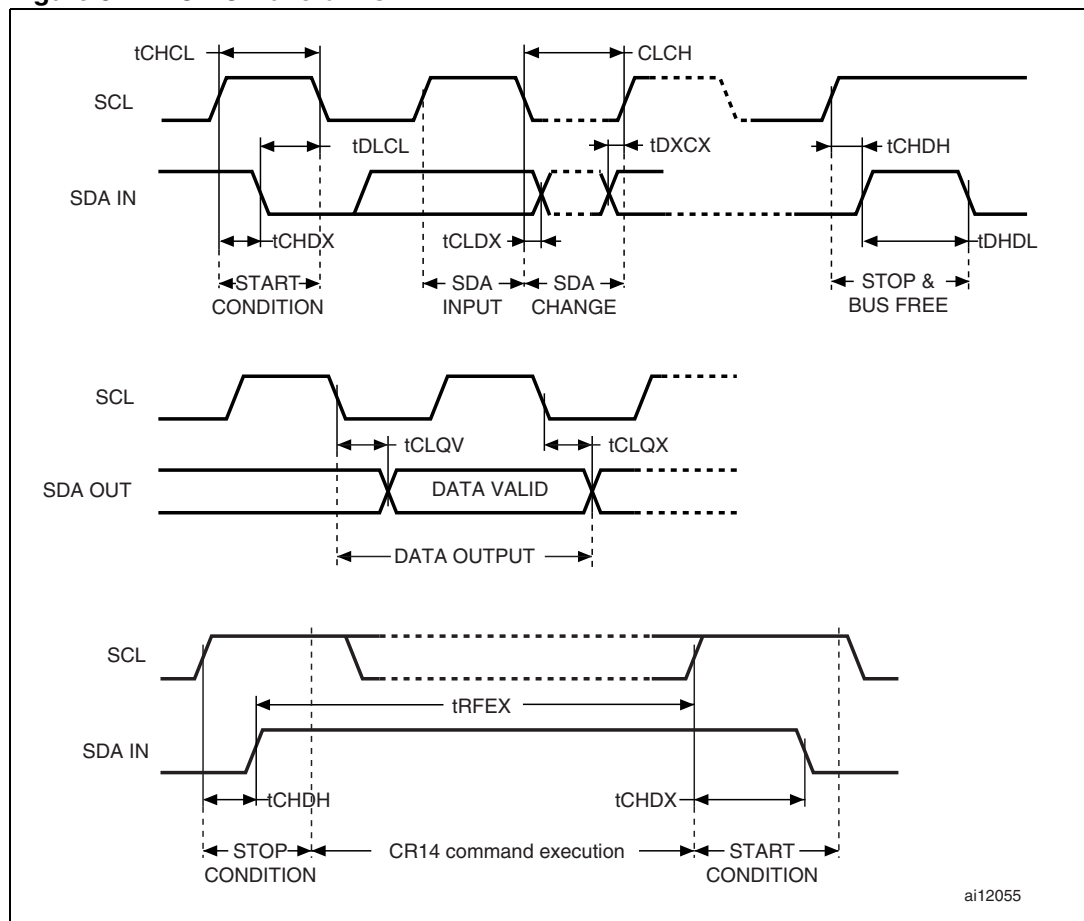 tCHCL
CLCH
SCL
tDLCL
tDXCX
tCHDH
SDA IN
tCHDX
tCLDX
tDHDL
START
CONDITION
SDA
INPUT
SDA
CHANGE
STOP &
BUS FREE
SCL
tCLQV
tCLQX
SDA OUT
DATA VALID
DATA OUTPUT
SCL
tRFEX
SDA IN
tCHDH
tCHDX
STOP
CONDITION
CR14 command execution
START
CONDITION
ai12055